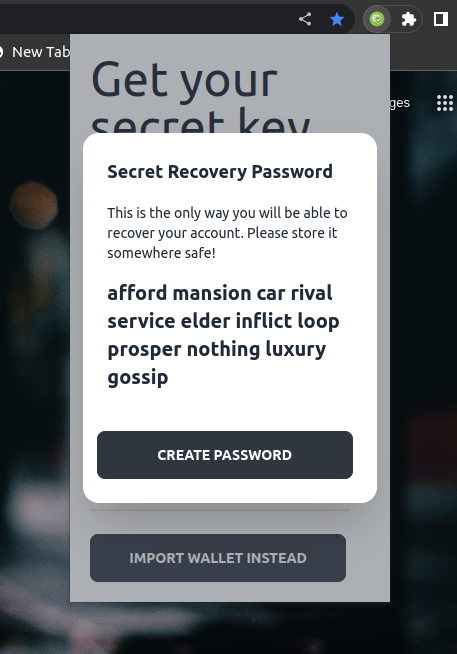 New Tab
Get your
secret key
ges
Secret Recovery Password
This is the only way you will be able to
recover your account. Please store it
somewhere safe!
afford mansion car rival
service elder inflict loop
prosper nothing luxury
gossip
CREATE PASSWORD
IMPORT WALLET INSTEAD